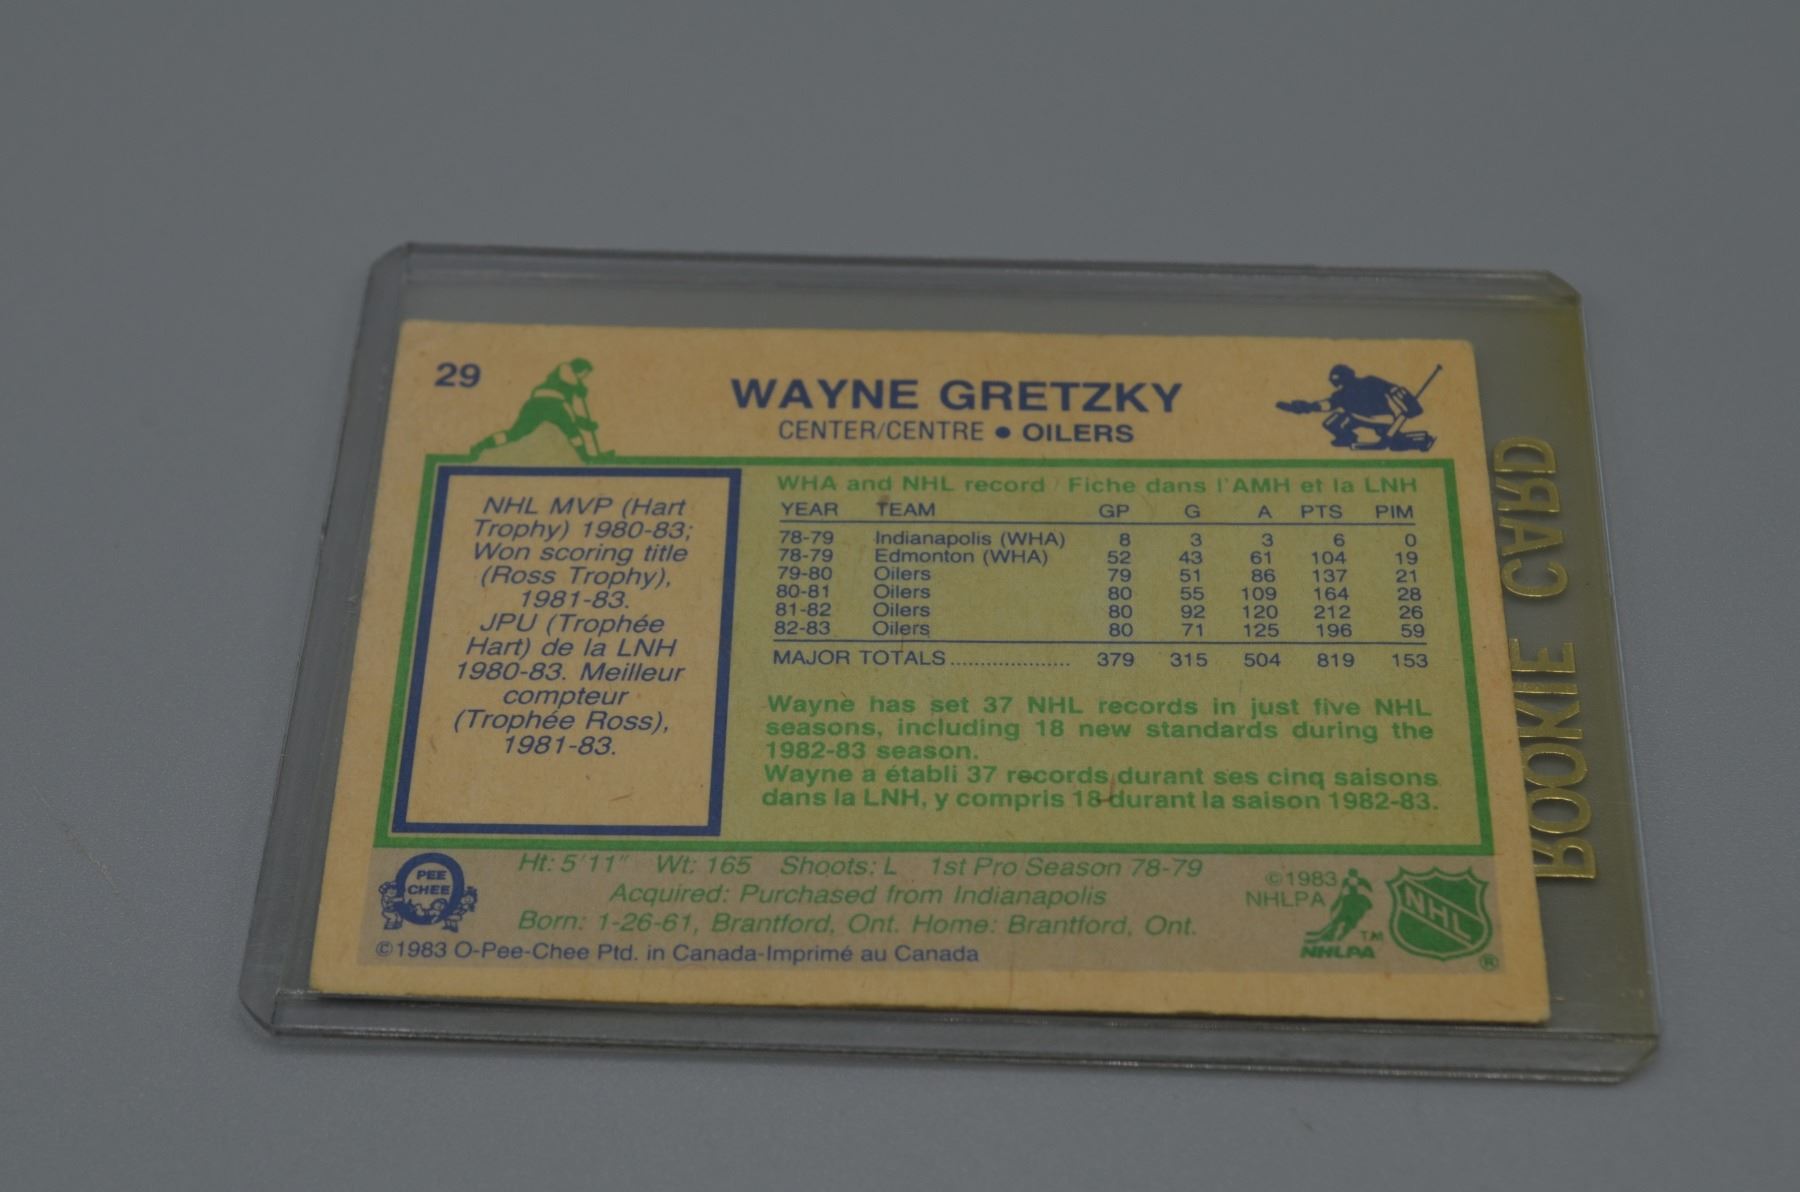 29
WAYNE GRETZKY
CENTER/CENTRE • OILERS
NHL MVP (Hart
Trophy) 1980-83;
Won scoring title
(Ross Trophy),
1981-83.
JPU (Trophée
Hart) de la LNH
1980-83. Meilleur
compteur
(Trophée Ross),
1981-83.
WHA and NHL record / Fiche dans l'AMH et la LNH
YEAR TEAM GP G A PTS PIM
78-79 Indianapolis (WHA) 8 3 3 6 0
78-79 Edmonton (WHA) 52 43 61 104 19
79-80 Oilers 79 51 86 137 21
80-81 Oilers 80 55 109 164 28
81-82 Oilers 80 92 120 212 26
82-83 Oilers 80 71 125 196 59
MAJOR TOTALS.................... 379 315 504 819 153
Wayne has set 37 NHL records in just five NHL
seasons, including 18 new standards during the
1982-83 season.
Wayne a établi 37 records durant ses cinq saisons
dans la LNH, y compris 18 durant la saison 1982-83.
PEE
CHEE
Ht: 5'11" Wt: 165 Shoots: L 1st Pro Season 78-79
Acquired: Purchased from Indianapolis
Born: 1-26-61, Brantford, Ont. Home: Brantford, Ont.
©1983 O-Pee-Chee Ptd. in Canada-Imprimé au Canada
©1983
NHLPA
TM
NHLPA
NHL
®
ROOKIE CARD